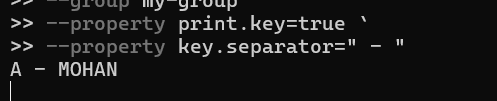 >> --group my-group
>> --property print.key=true `
>> --property key.separator=" - "
A - MOHAN